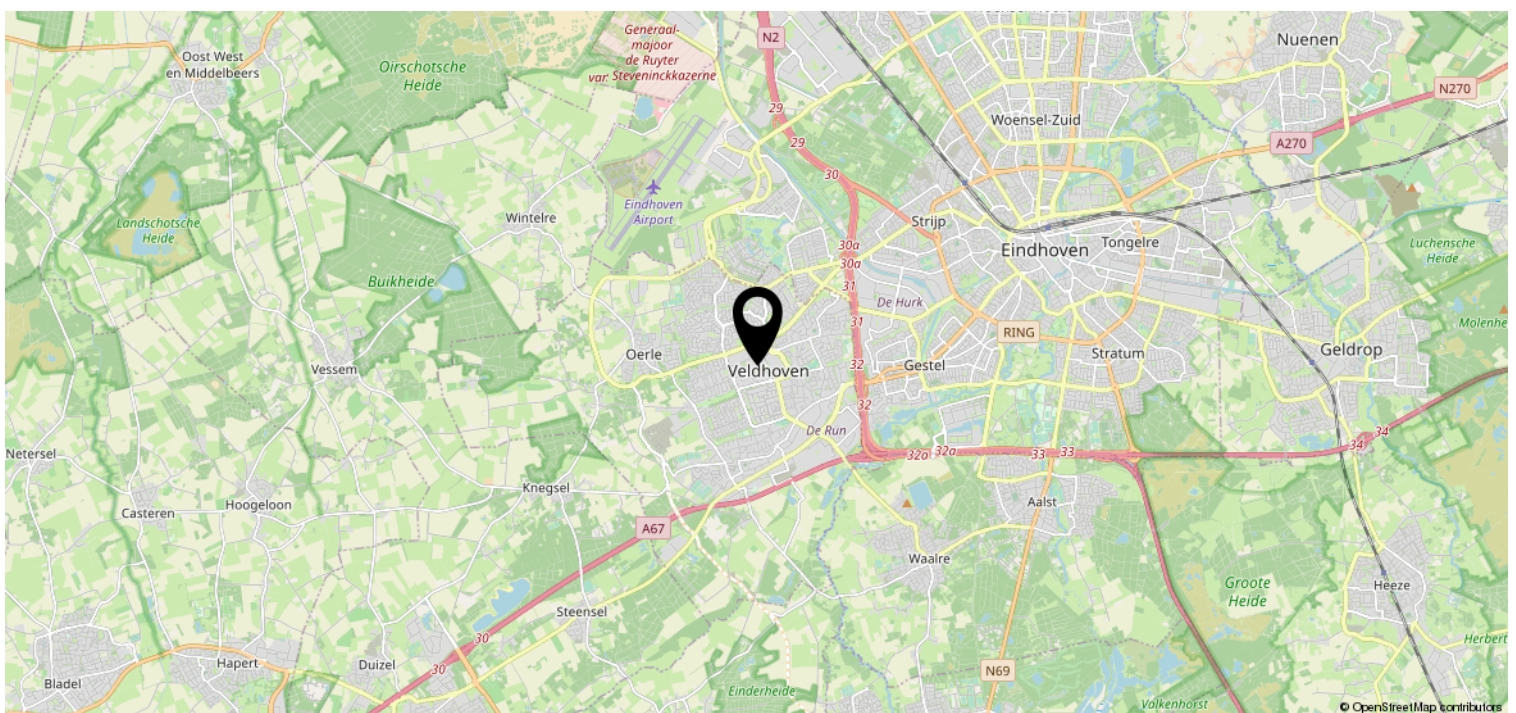 N2
Generaal-
majoor
de Ruyter
van Steveninckkazerne
Nuenen
Oost West
en Middelbeers
Oirschotsche
Heide
N270
29
Woensel-Zuid
29
A270
30
Eindhoven
Airport
Landschotsche
Heide
Wintelre
Strijp
Eindhoven
Tongelre
30a
30a
Luchensche
Heide
Buikheide
31
De Hurk
31
RING
Molenhe
Oerle
Stratum
Geldrop
Vessem
Veldhoven
32
Gestel
32
De Run
34
34
Netersel
32a
32a
33
33
Knegsel
Casteren
Hoogeloon
Aalst
A67
Waalre
Groote
Heide
Heeze
Steensel
30
Herbert
Hapert
Duizel
30
N69
Bladel
Einderheide
Valkenhorst
© OpenStreetMap contributors